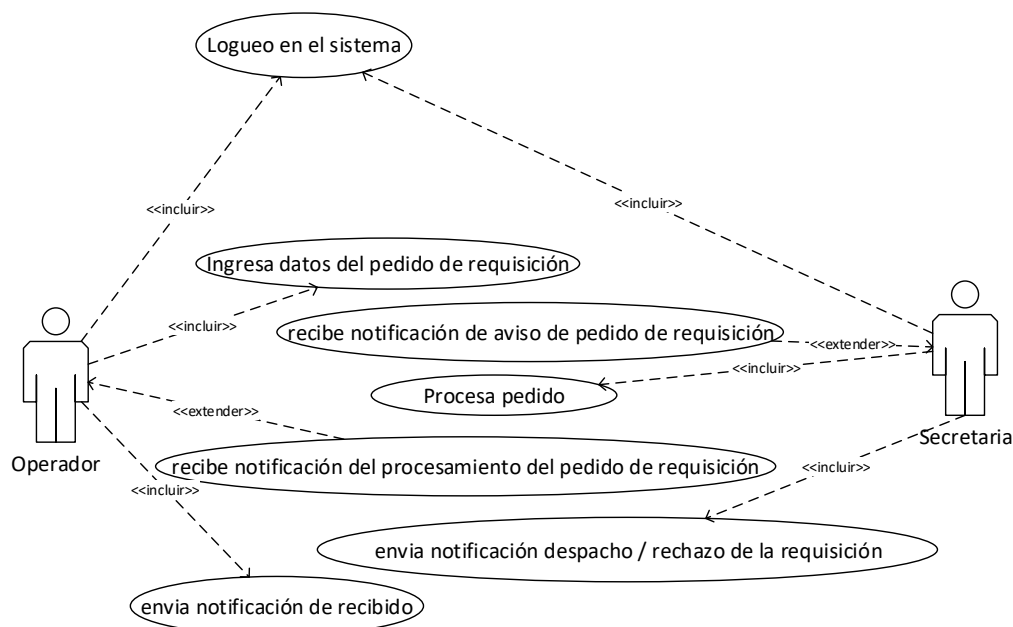 Logueo en el sistema
<<incluir>>
<<incluir>>
Ingresa datos del pedido de requisición
<<incluir>>
recibe notificación de aviso de pedido de requisición
<<extender>>
<<incluir>>
Procesa pedido
<<extender>>
Secretaria
Operador
recibe notificación del procesamiento del pedido de requisición
<<incluir>>
<<incluir>>
envia notificación despacho / rechazo de la requisición
envia notificación de recibido